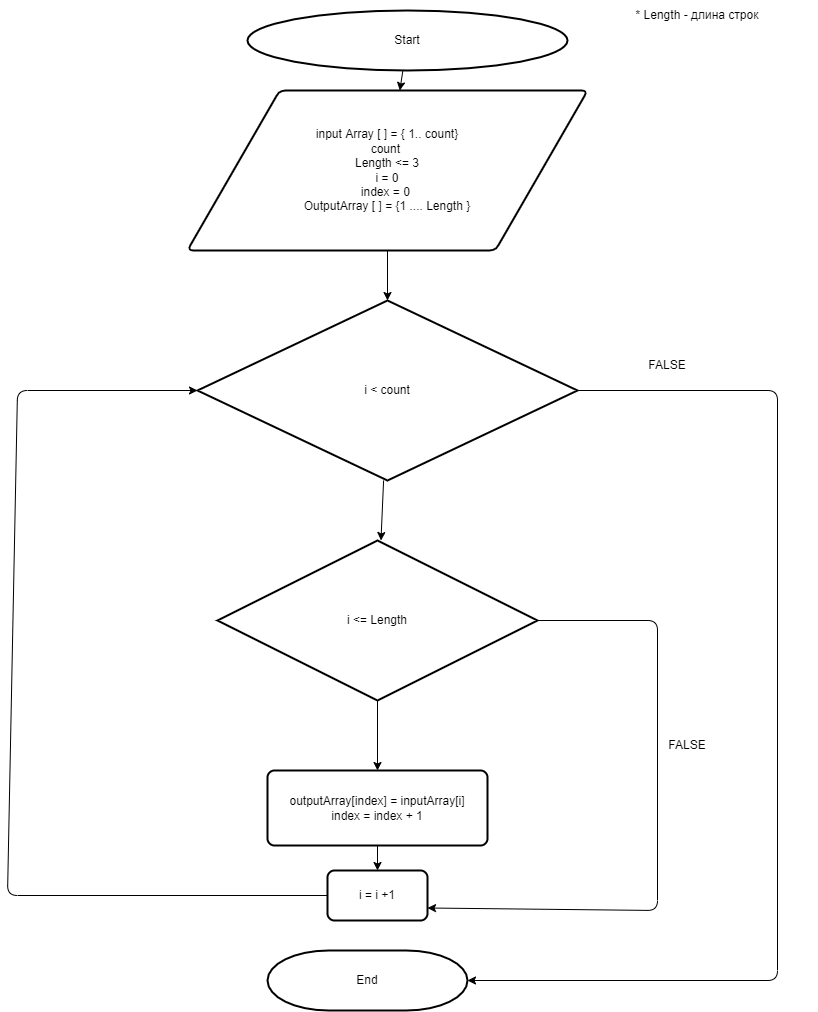 * Length - длина строк
Start
input Array [ ] = { 1.. count}
count
Length <= 3
i = 0
index = 0
OutputArray [ ] = {1 .... Length }
i < count
FALSE
i <= Length
FALSE
outputArray[index] = inputArray[i]
index = index + 1
i = i +1
End